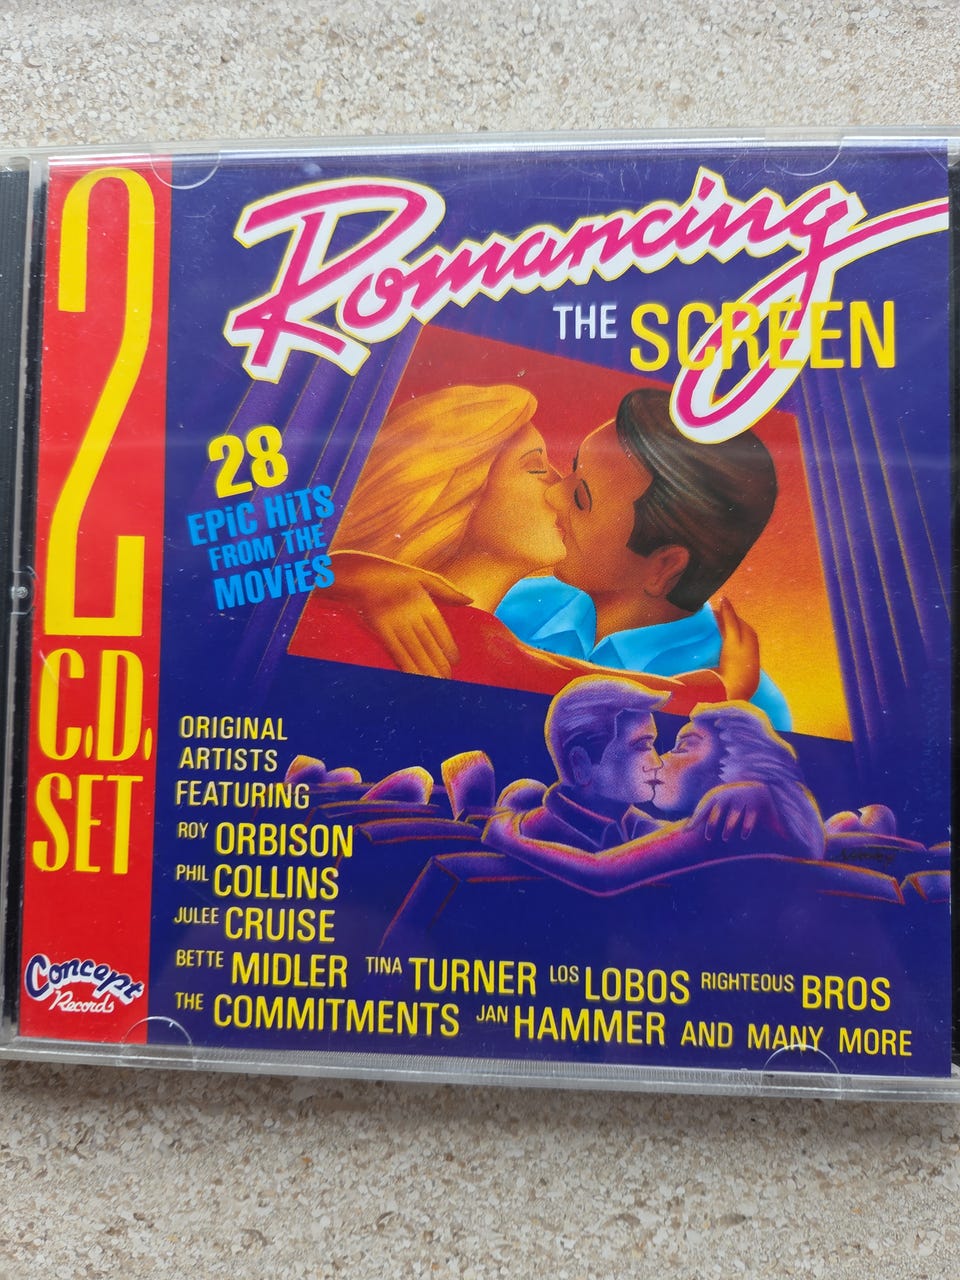 2
C.D.
SET
Romancing
THE SCREEN
28
EPiC HiTS
FROM THE
MOViES
ORIGINAL
ARTISTS
FEATURING
ROY ORBISON
PHIL COLLINS
JULEE CRUISE
BETTE MIDLER TINA TURNER LOS LOBOS RIGHTEOUS BROS
THE COMMITMENTS JAN HAMMER AND MANY MORE
Concept
Records